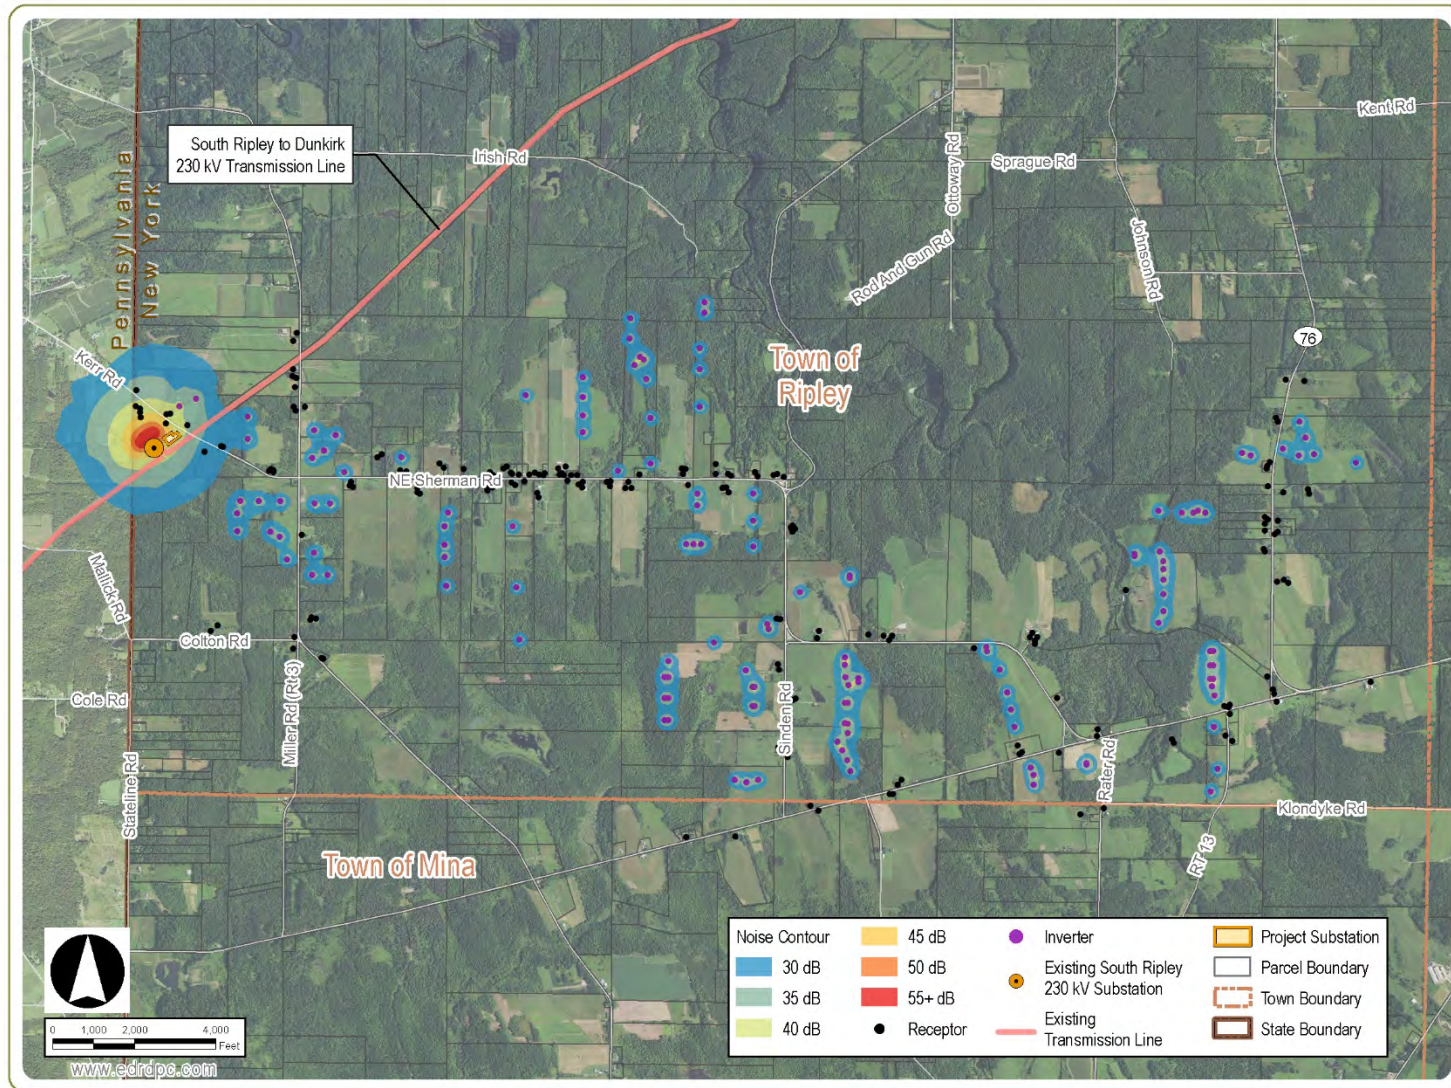 South Ripley to Dunkirk
230 kV Transmission Line
Irish Rd
Kent Rd
Sprague Rd
Ottoway Rd
Rod And Gun Rd
Johnson Rd
Pennsylvania
New York
76
Kerr Rd
Town of
Ripley
NE Sherman Rd
Mallick Rd
Colton Rd
Cole Rd
Miller Rd (Rt 3)
Sinden Rd
Stateline Rd
Rater Rd
Klondyke Rd
RT 13
Town of Mina
Noise Contour
30 dB
35 dB
40 dB
45 dB
50 dB
55+ dB
Receptor
Inverter
Existing South Ripley
230 kV Substation
Existing
Transmission Line
Project Substation
Parcel Boundary
Town Boundary
State Boundary
0 1,000 2,000 4,000
Feet
www.edrdpc.com